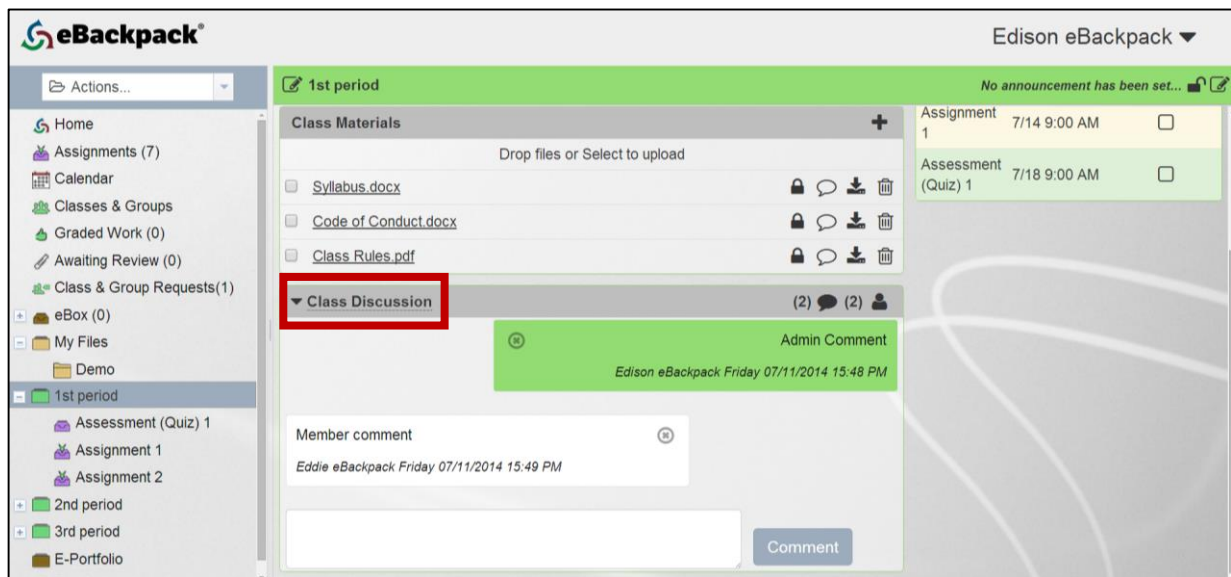 eBackpack®
Edison eBackpack
Actions...
Home
Assignments (7)
Calendar
Classes & Groups
Graded Work (0)
Awaiting Review (0)
Class & Group Requests(1)
eBox (0)
My Files
Demo
1st period
Assessment (Quiz) 1
Assignment 1
Assignment 2
2nd period
3rd period
E-Portfolio
1st period
No announcement has been set...
Class Materials
Drop files or Select to upload
Syllabus.docx
Code of Conduct.docx
Class Rules.pdf
Class Discussion (2) (2)
Admin Comment
Edison eBackpack Friday 07/11/2014 15:48 PM
Member comment
Eddie eBackpack Friday 07/11/2014 15:49 PM
Comment
Assignment
1 7/14 9:00 AM
Assessment
(Quiz) 1 7/18 9:00 AM